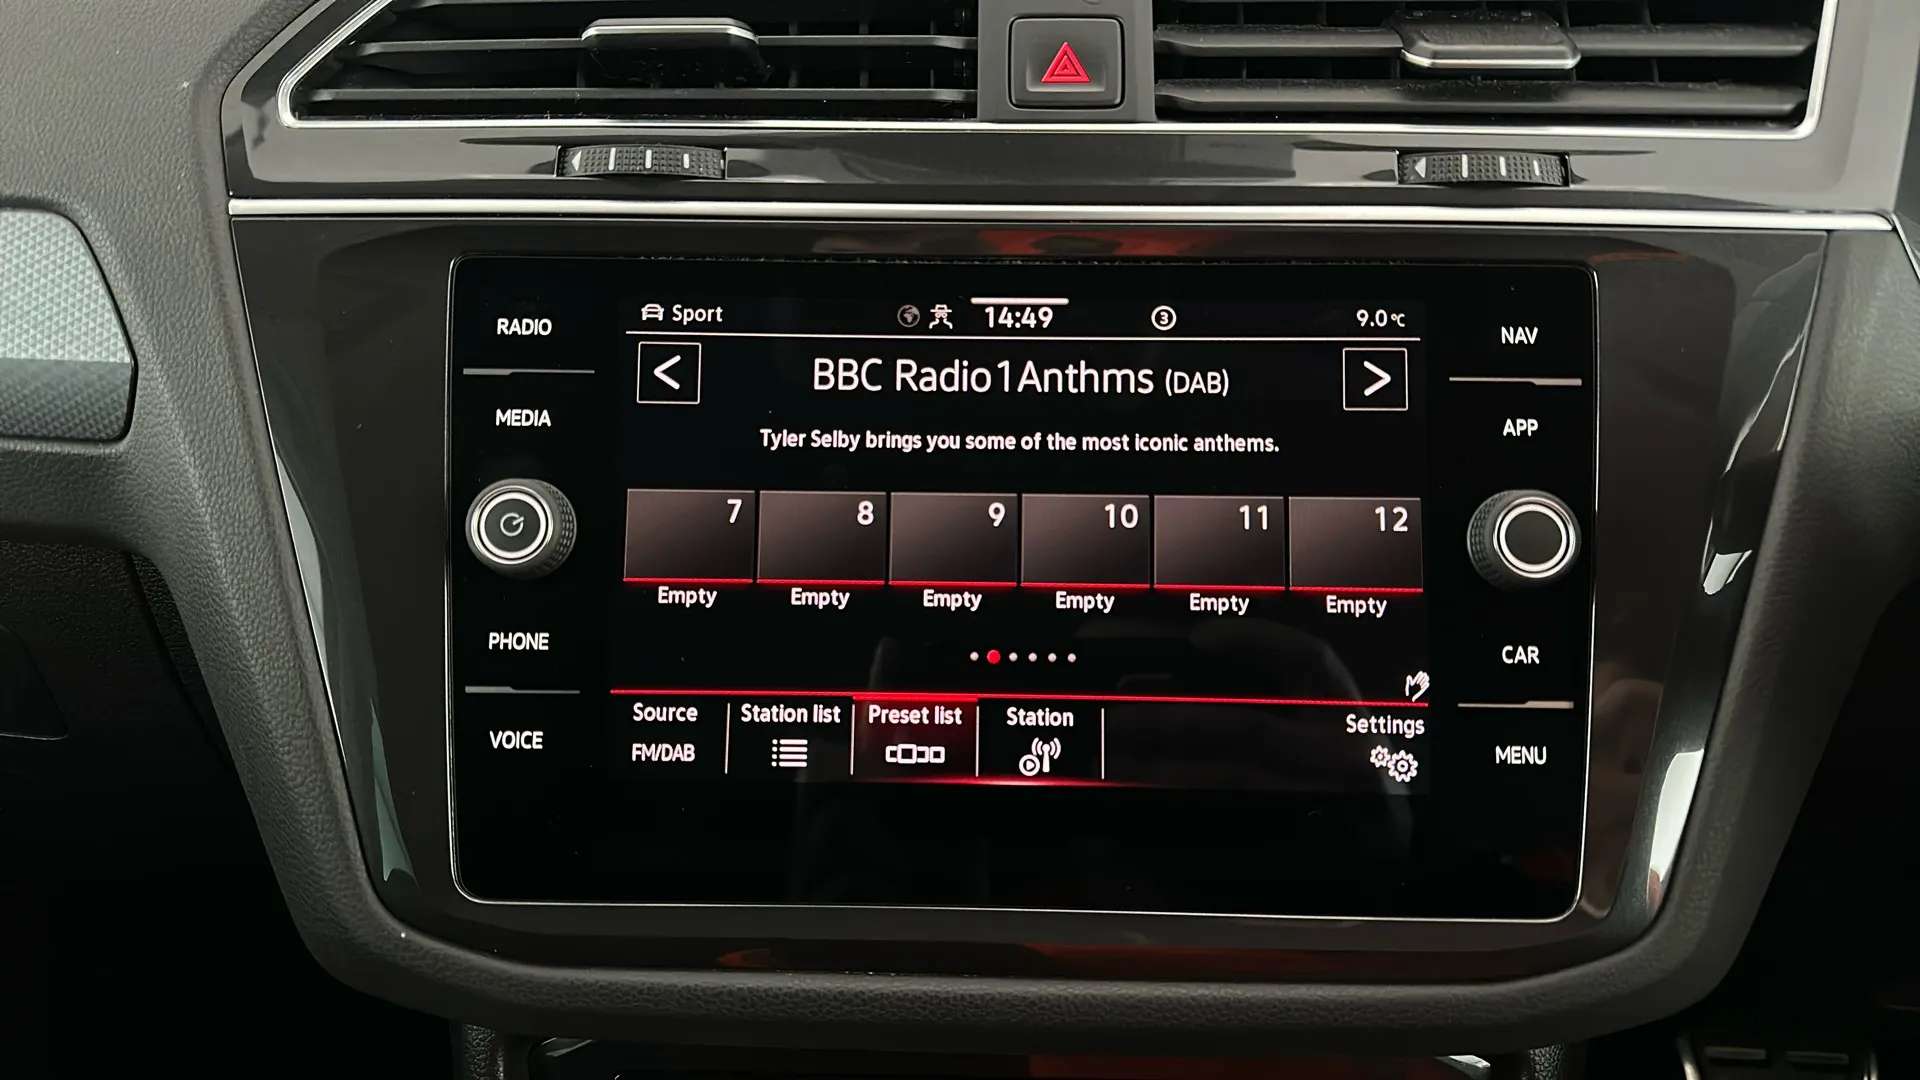 RADIO
MEDIA
PHONE
VOICE
Sport
14:49
3
9.0°C
<
BBC Radio1Anthms (DAB)
>
Tyler Selby brings you some of the most iconic anthems.
7 8 9 10 11 12
Empty Empty Empty Empty Empty Empty
Source Station list Preset list Station Settings
FM/DAB
NAV
APP
CAR
MENU